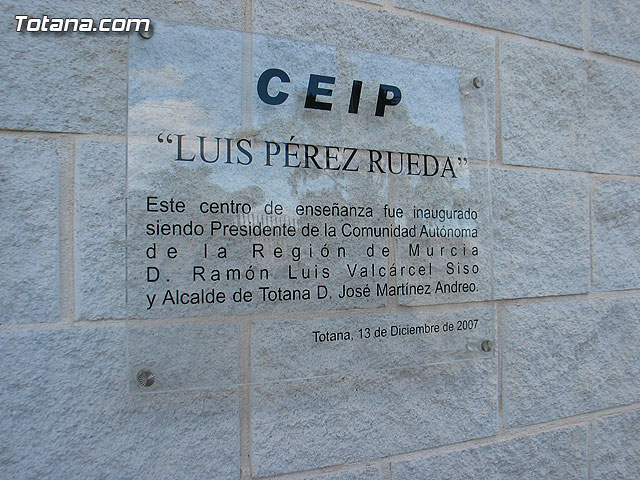 Totana.com
CEIP
“LUIS PÉREZ RUEDA”
Este centro de enseñanza fue inaugurado
siendo Presidente de la Comunidad Autónoma
de la Región de Murcia
D. Ramón Luis Valcárcel Siso
y Alcalde de Totana D. José Martínez Andreo.
Totana, 13 de Diciembre de 2007